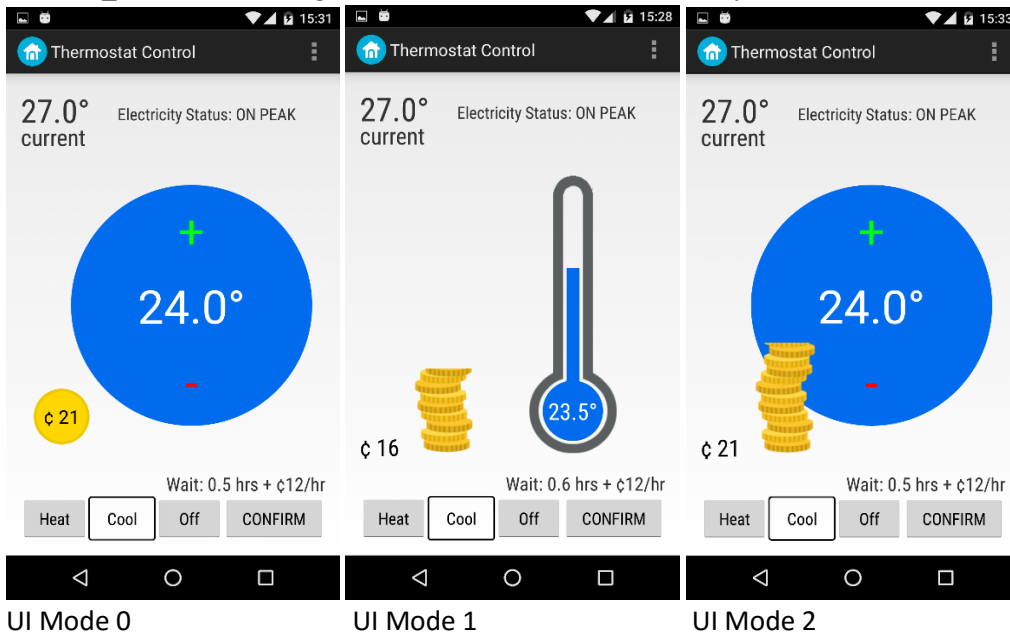 15:31
Thermostat Control
27.0°
current
Electricity Status: ON PEAK
+
24.0°
-
¢ 21
Wait: 0.5 hrs + ¢12/hr
Heat Cool Off CONFIRM
UI Mode 0
15:28
Thermostat Control
27.0°
current
Electricity Status: ON PEAK
23.5°
¢ 16
Wait: 0.6 hrs + ¢12/hr
Heat Cool Off CONFIRM
UI Mode 1
15:33
Thermostat Control
27.0°
current
Electricity Status: ON PEAK
+
24.0°
-
¢ 21
Wait: 0.5 hrs + ¢12/hr
Heat Cool Off CONFIRM
UI Mode 2